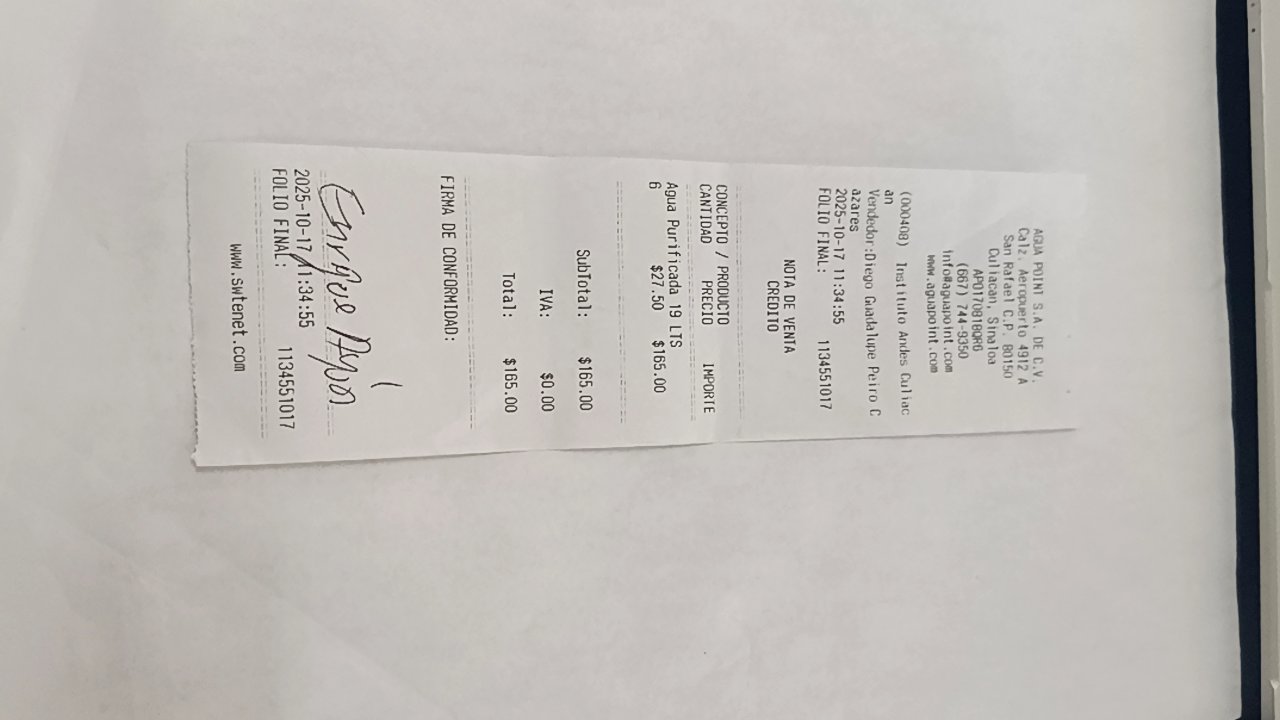 AGUA POINT S.A. DE C.V.
Calz. Aeropuerto 4912 A
San Rafael C.P. 80150
Culiacán, Sinaloa
APO170818QR6
(667) 744-9350
info@aguapoint.com
www.aguapoint.com
(000408) Instituto Andes Culiac
an
Vendedor:Diego Guadalupe Peiro C
azares
2025-10-17 11:34:55
FOLIO FINAL: 1134551017
NOTA DE VENTA
CREDITO
CONCEPTO / PRODUCTO
CANTIDAD PRECIO IMPORTE
Agua Purificada 19 LTS
6 $27.50 $165.00
SubTotal: $165.00
IVA: $0.00
Total: $165.00
FIRMA DE CONFORMIDAD:
Enrique
2025-10-17 11:34:55
FOLIO FINAL: 1134551017
www.swtenet.com